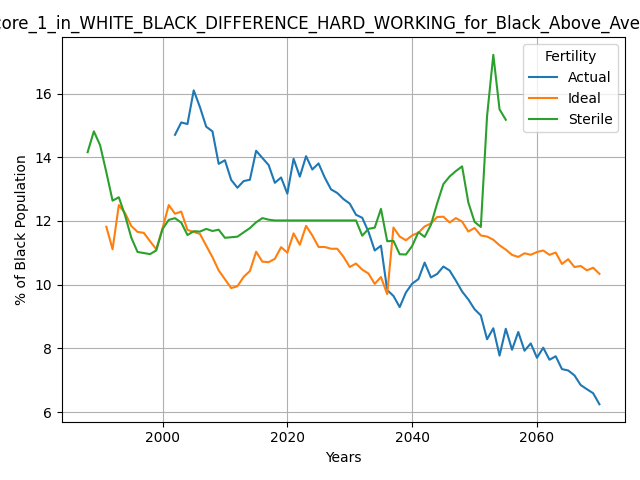 core_1_in_WHITE_BLACK_DIFFERENCE_HARD_WORKING_for_Black_Above_Ave
Fertility
Actual
Ideal
Sterile
% of Black Population
16
14
12
10
8
6
2000
2020
2040
2060
Years